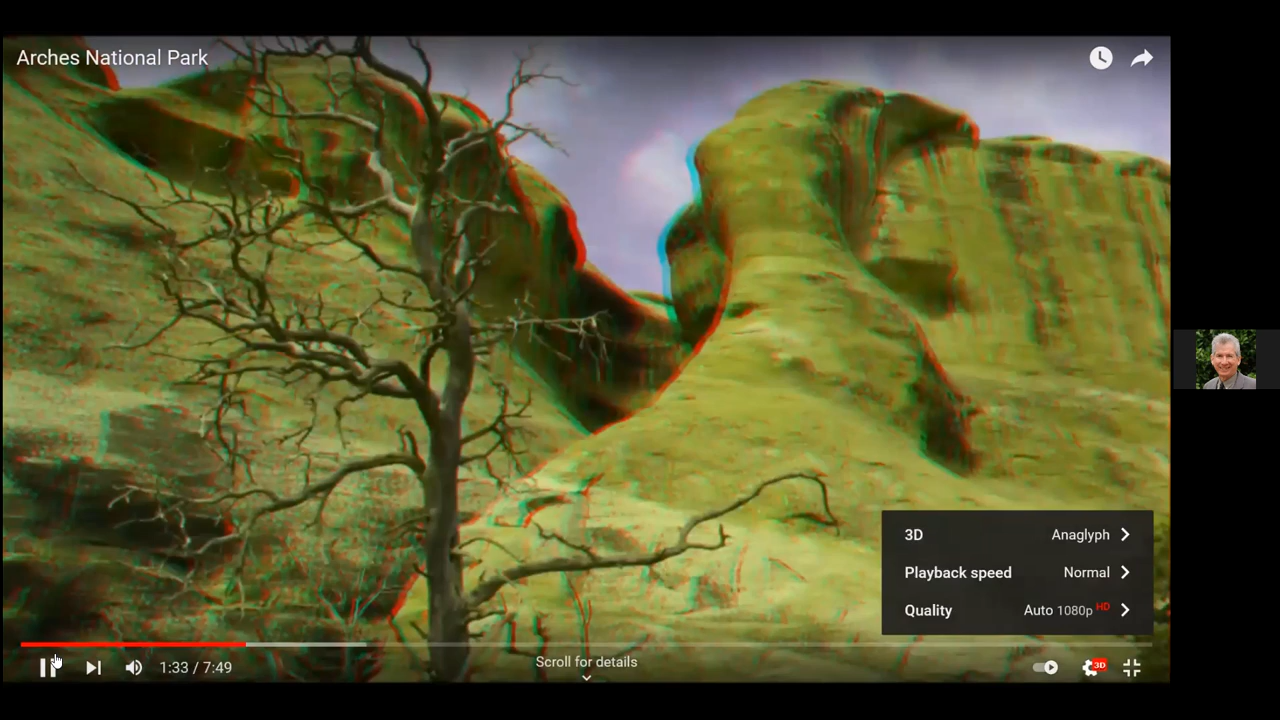 Arches National Park
3D Anaglyph
Playback speed Normal
Quality Auto 1080p HD
1:33 / 7:49
Scroll for details
3D